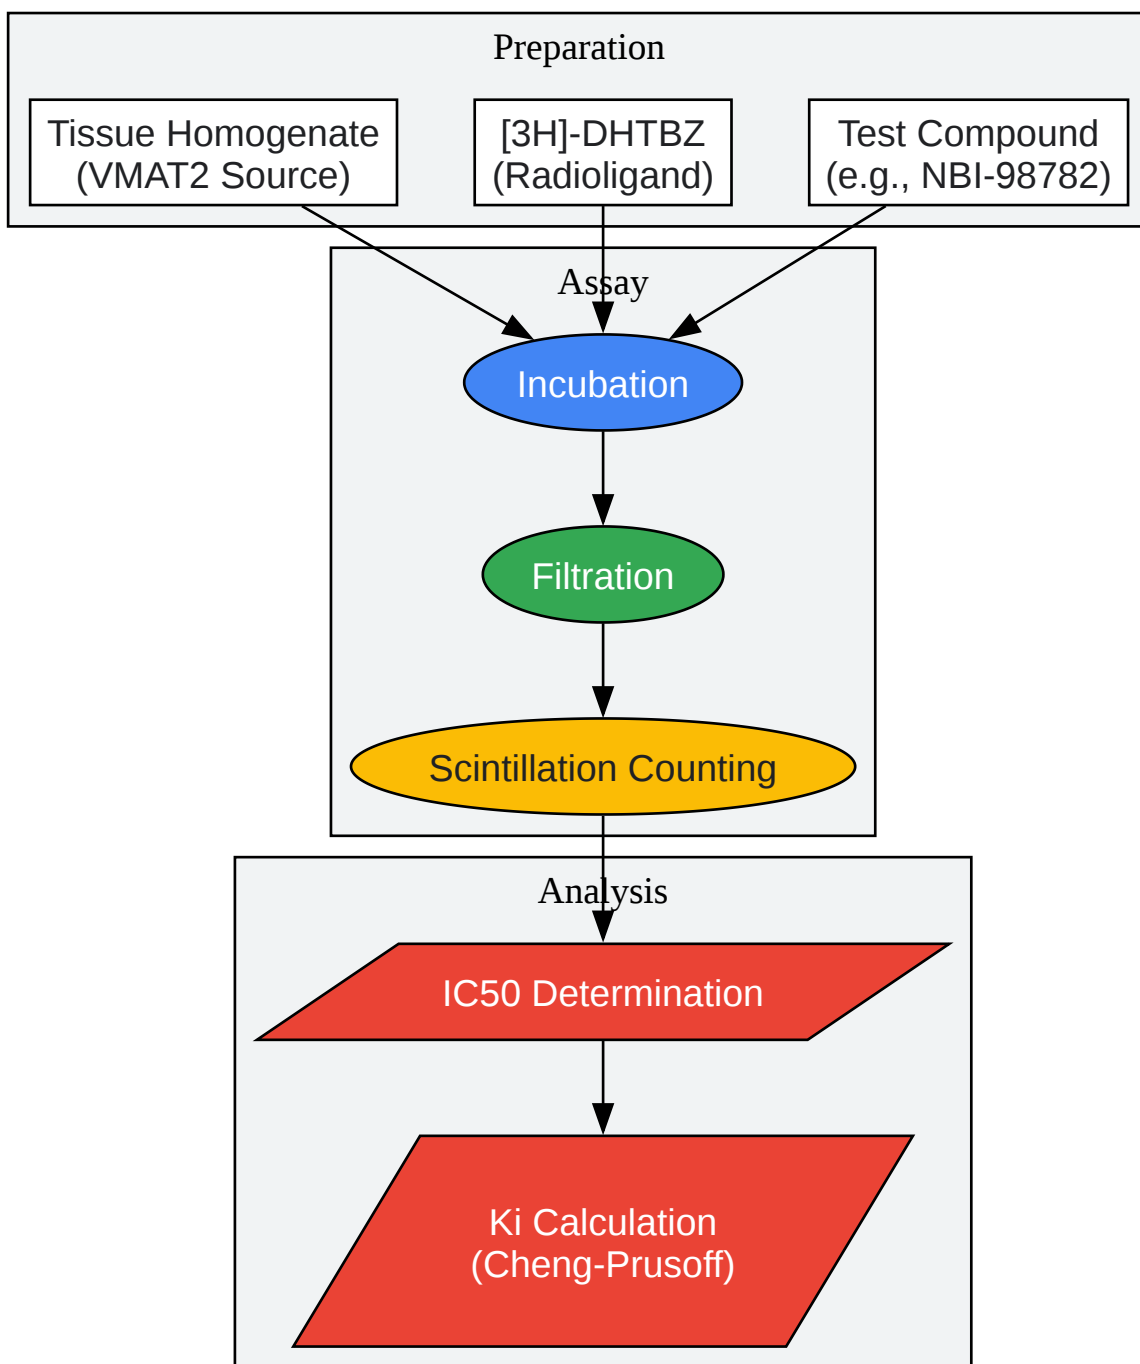 Preparation
Tissue Homogenate
(VMAT2 Source)
[3H]-DHTBZ
(Radioligand)
Test Compound
(e.g., NBI-98782)
Assay
Incubation
Filtration
Scintillation Counting
Analysis
IC50 Determination
Ki Calculation
(Cheng-Prusoff)